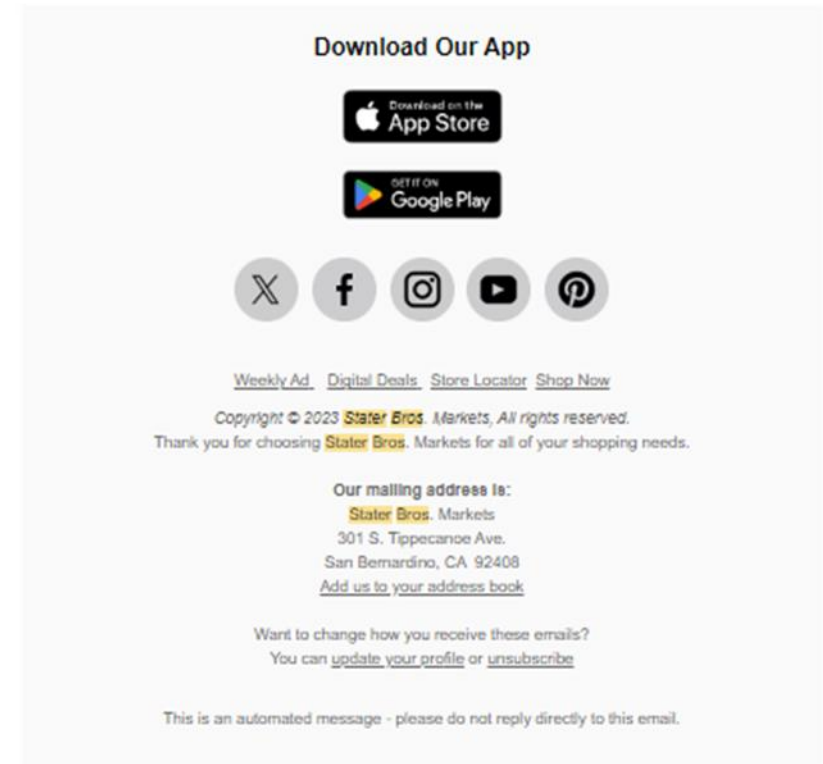 Download Our App
Download on the
App Store
GET IT ON
Google Play
Weekly Ad Digital Deals Store Locator Shop Now
Copyright © 2023 Stater Bros. Markets, All rights reserved.
Thank you for choosing Stater Bros. Markets for all of your shopping needs.
Our mailing address is:
Stater Bros. Markets
301 S. Tippecanoe Ave.
San Bernardino, CA 92408
Add us to your address book
Want to change how you receive these emails?
You can update your profile or unsubscribe
This is an automated message - please do not reply directly to this email.